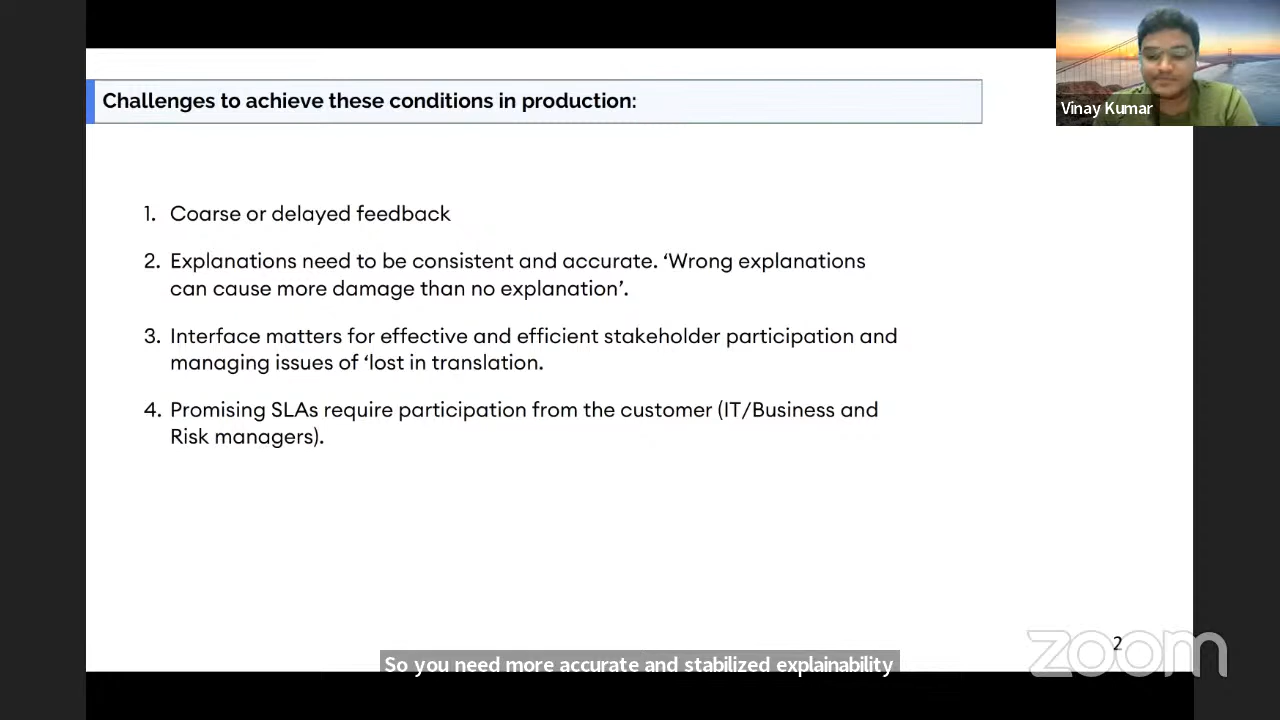 Challenges to achieve these conditions in production:
Vinay Kumar
1. Coarse or delayed feedback
2. Explanations need to be consistent and accurate. ‘Wrong explanations
can cause more damage than no explanation’.
3. Interface matters for effective and efficient stakeholder participation and
managing issues of ‘lost in translation.
4. Promising SLAs require participation from the customer (IT/Business and
Risk managers).
2
zoom
So you need more accurate and stabilized explainability